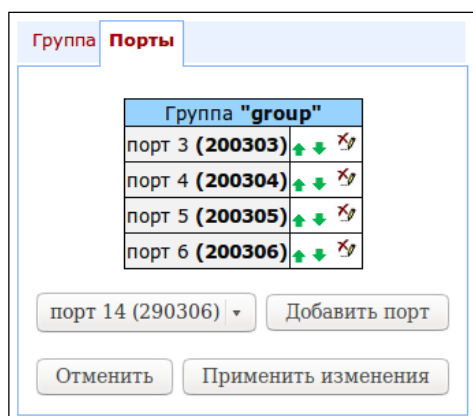 Группа Порты
Группа "group"
порт 3 (200303)
порт 4 (200304)
порт 5 (200305)
порт 6 (200306)
порт 14 (290306) Добавить порт
Отменить Применить изменения